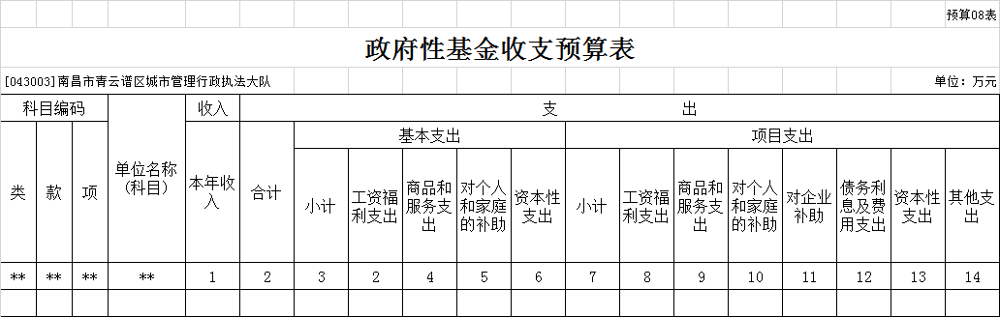 预算08表
政府性基金收支预算表
[043003]南昌市青云谱区城市管理行政执法大队 单位：万元
科目编码 单位名称(科目) 收入 支 出
类 款 项 本年收入 合计 基本支出 项目支出
小计 工资福利支出 商品和服务支出 对个人和家庭的补助 资本性支出 小计 工资福利支出 商品和服务支出 对个人和家庭的补助 对企业补助 债务利息及费用支出 资本性支出 其他支出
** ** ** ** 1 2 3 2 4 5 6 7 8 9 10 11 12 13 14